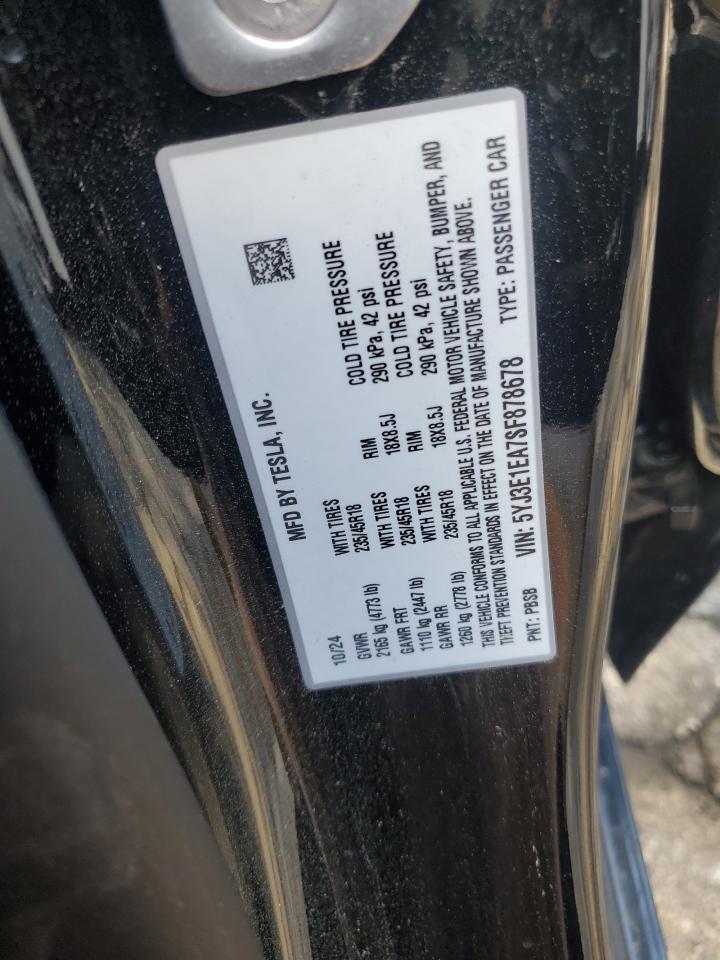 MFD BY TESLA, INC.
10/24
GVWR WITH TIRES RIM COLD TIRE PRESSURE
2165 kg (4773 lb) 235/45R18 18X8.5J 290 kPa, 42 psi
GAWR FRT WITH TIRES RIM COLD TIRE PRESSURE
1110 kg (2447 lb) 235/45R18 18X8.5J 290 kPa, 42 psi
GAWR RR WITH TIRES
1260 kg (2778 lb) 235/45R18
THIS VEHICLE CONFORMS TO ALL APPLICABLE U.S. FEDERAL MOTOR VEHICLE SAFETY, BUMPER, AND
THEFT PREVENTION STANDARDS IN EFFECT ON THE DATE OF MANUFACTURE SHOWN ABOVE.
PNT: PBSB VIN: 5YJ3E1EA7SF878678 TYPE: PASSENGER CAR